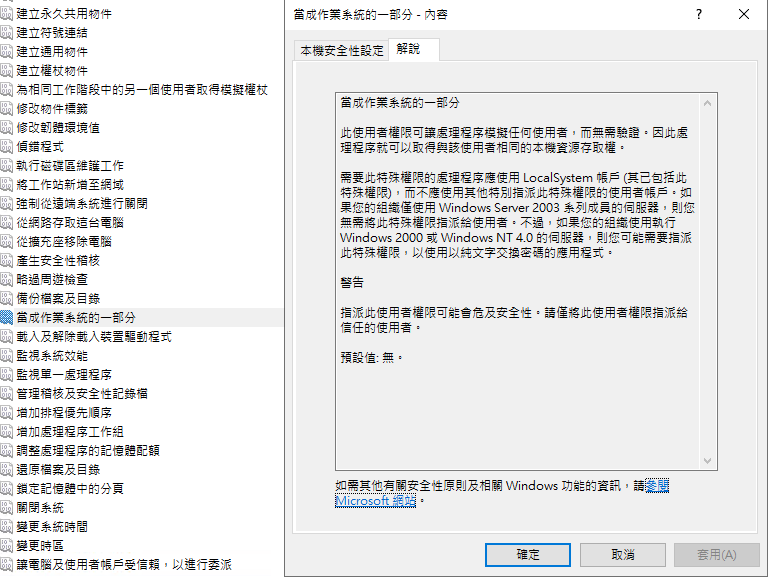 建立永久共用物件
建立符號連結
建立通用物件
建立權杖物件
為相同工作階段中的另一個使用者取得模擬權杖
修改物件標籤
修改韌體環境值
偵錯程式
執行磁碟區維護工作
將工作站新增至網域
強制從遠端系統進行關閉
從網路存取這台電腦
從擴充座移除電腦
產生安全性稽核
略過周遊檢查
備份檔案及目錄
當成作業系統的一部分
載入及解除載入裝置驅動程式
監視系統效能
監視單一處理程序
管理稽核及安全性記錄檔
增加排程優先順序
增加處理程序工作組
調整處理程序的記憶體配額
還原檔案及目錄
鎖定記憶體中的分頁
關閉系統
變更系統時間
變更時區
讓電腦及使用者帳戶受信賴，以進行委派
當成作業系統的一部分 - 內容
?
本機安全性設定
解說
當成作業系統的一部分
此使用者權限可讓處理程序模擬任何使用者，而無需驗證。因此處
理程序就可以取得與該使用者相同的本機資源存取權。
需要此特殊權限的處理程序應使用 LocalSystem 帳戶 (其已包括此
特殊權限)，而不應使用其他特別指派此特殊權限的使用者帳戶。如
果您的組織僅使用 Windows Server 2003 系列成員的伺服器，則您
無需將此特殊權限指派給使用者。不過，如果您的組織使用執行
Windows 2000 或 Windows NT 4.0 的伺服器，則您可能需要指派
此特殊權限，以使用以純文字交換密碼的應用程式。
警告
指派此使用者權限可能會危及安全性。請僅將此使用者權限指派給
信任的使用者。
預設值: 無。
如需其他有關安全性原則及相關 Windows 功能的資訊，請參閱
Microsoft 網站。
確定
取消
套用(A)